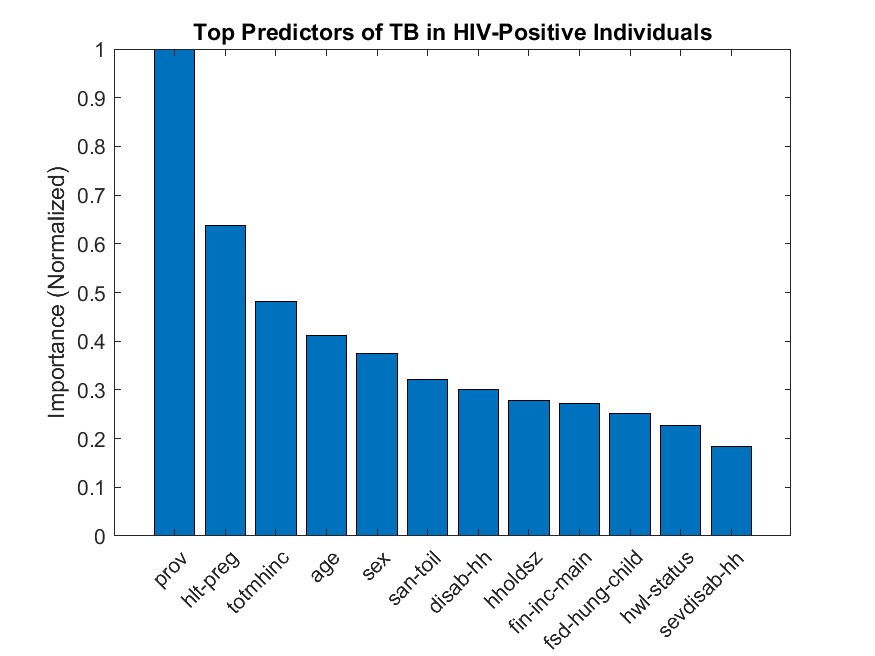 Top Predictors of TB in HIV-Positive Individuals
Importance (Normalized)
1
0.9
0.8
0.7
0.6
0.5
0.4
0.3
0.2
0.1
0
prov
hlt-preg
totmhinc
age
sex
san-toil
disab-hh
hholdsz
fin-inc-main
fsd-hung-child
hwl-status
sevdisab-hh